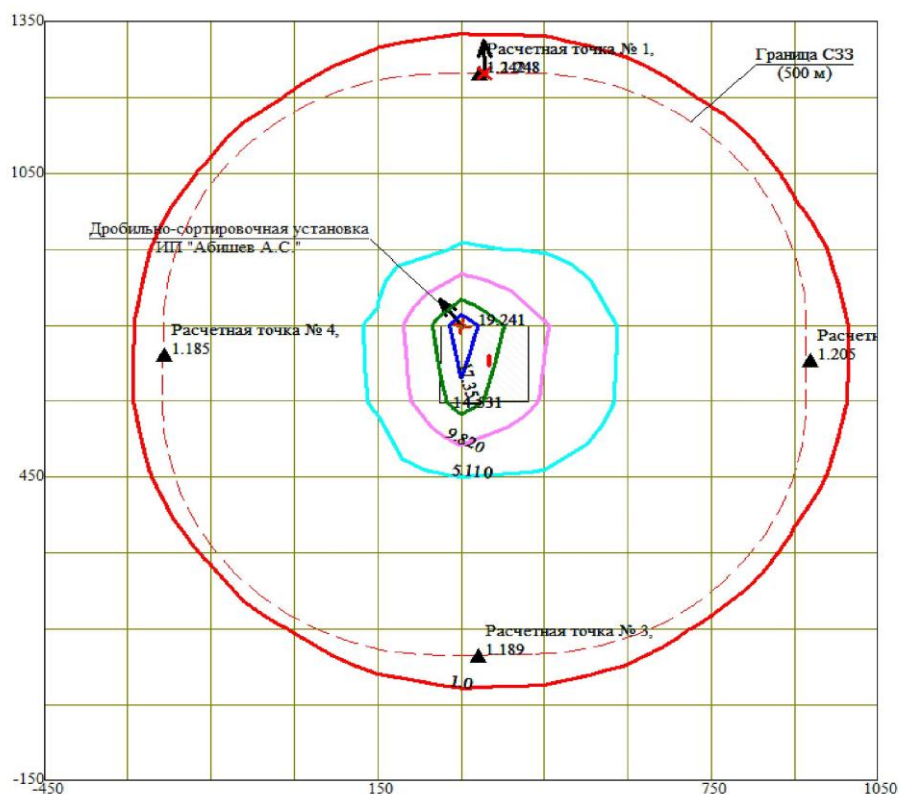 1350
Расчетная точка № 1,
Граница СЗЗ
(500 м)
1050
Дробильно-сортировочная установка
ИП "Абишев А.С."
19.241
Расчетная точка № 4,
1.185
1.205
14.531
9.820
5.110
450
Расчетная точка № 3,
1.189
1.0
-150
-450
150
750
1050